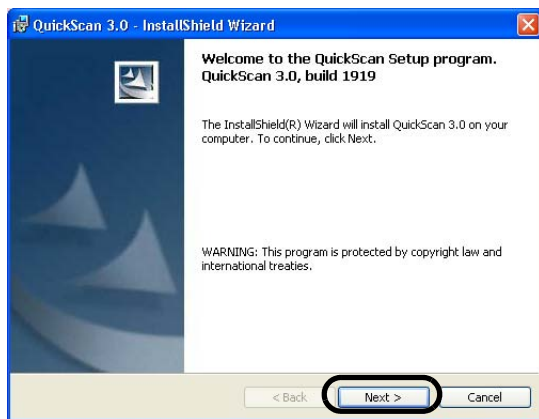 QuickScan 3.0 - InstallShield Wizard
Welcome to the QuickScan Setup program.
QuickScan 3.0, build 1919
The InstallShield(R) Wizard will install QuickScan 3.0 on your
computer. To continue, click Next.
WARNING: This program is protected by copyright law and
international treaties.
< Back
Next >
Cancel